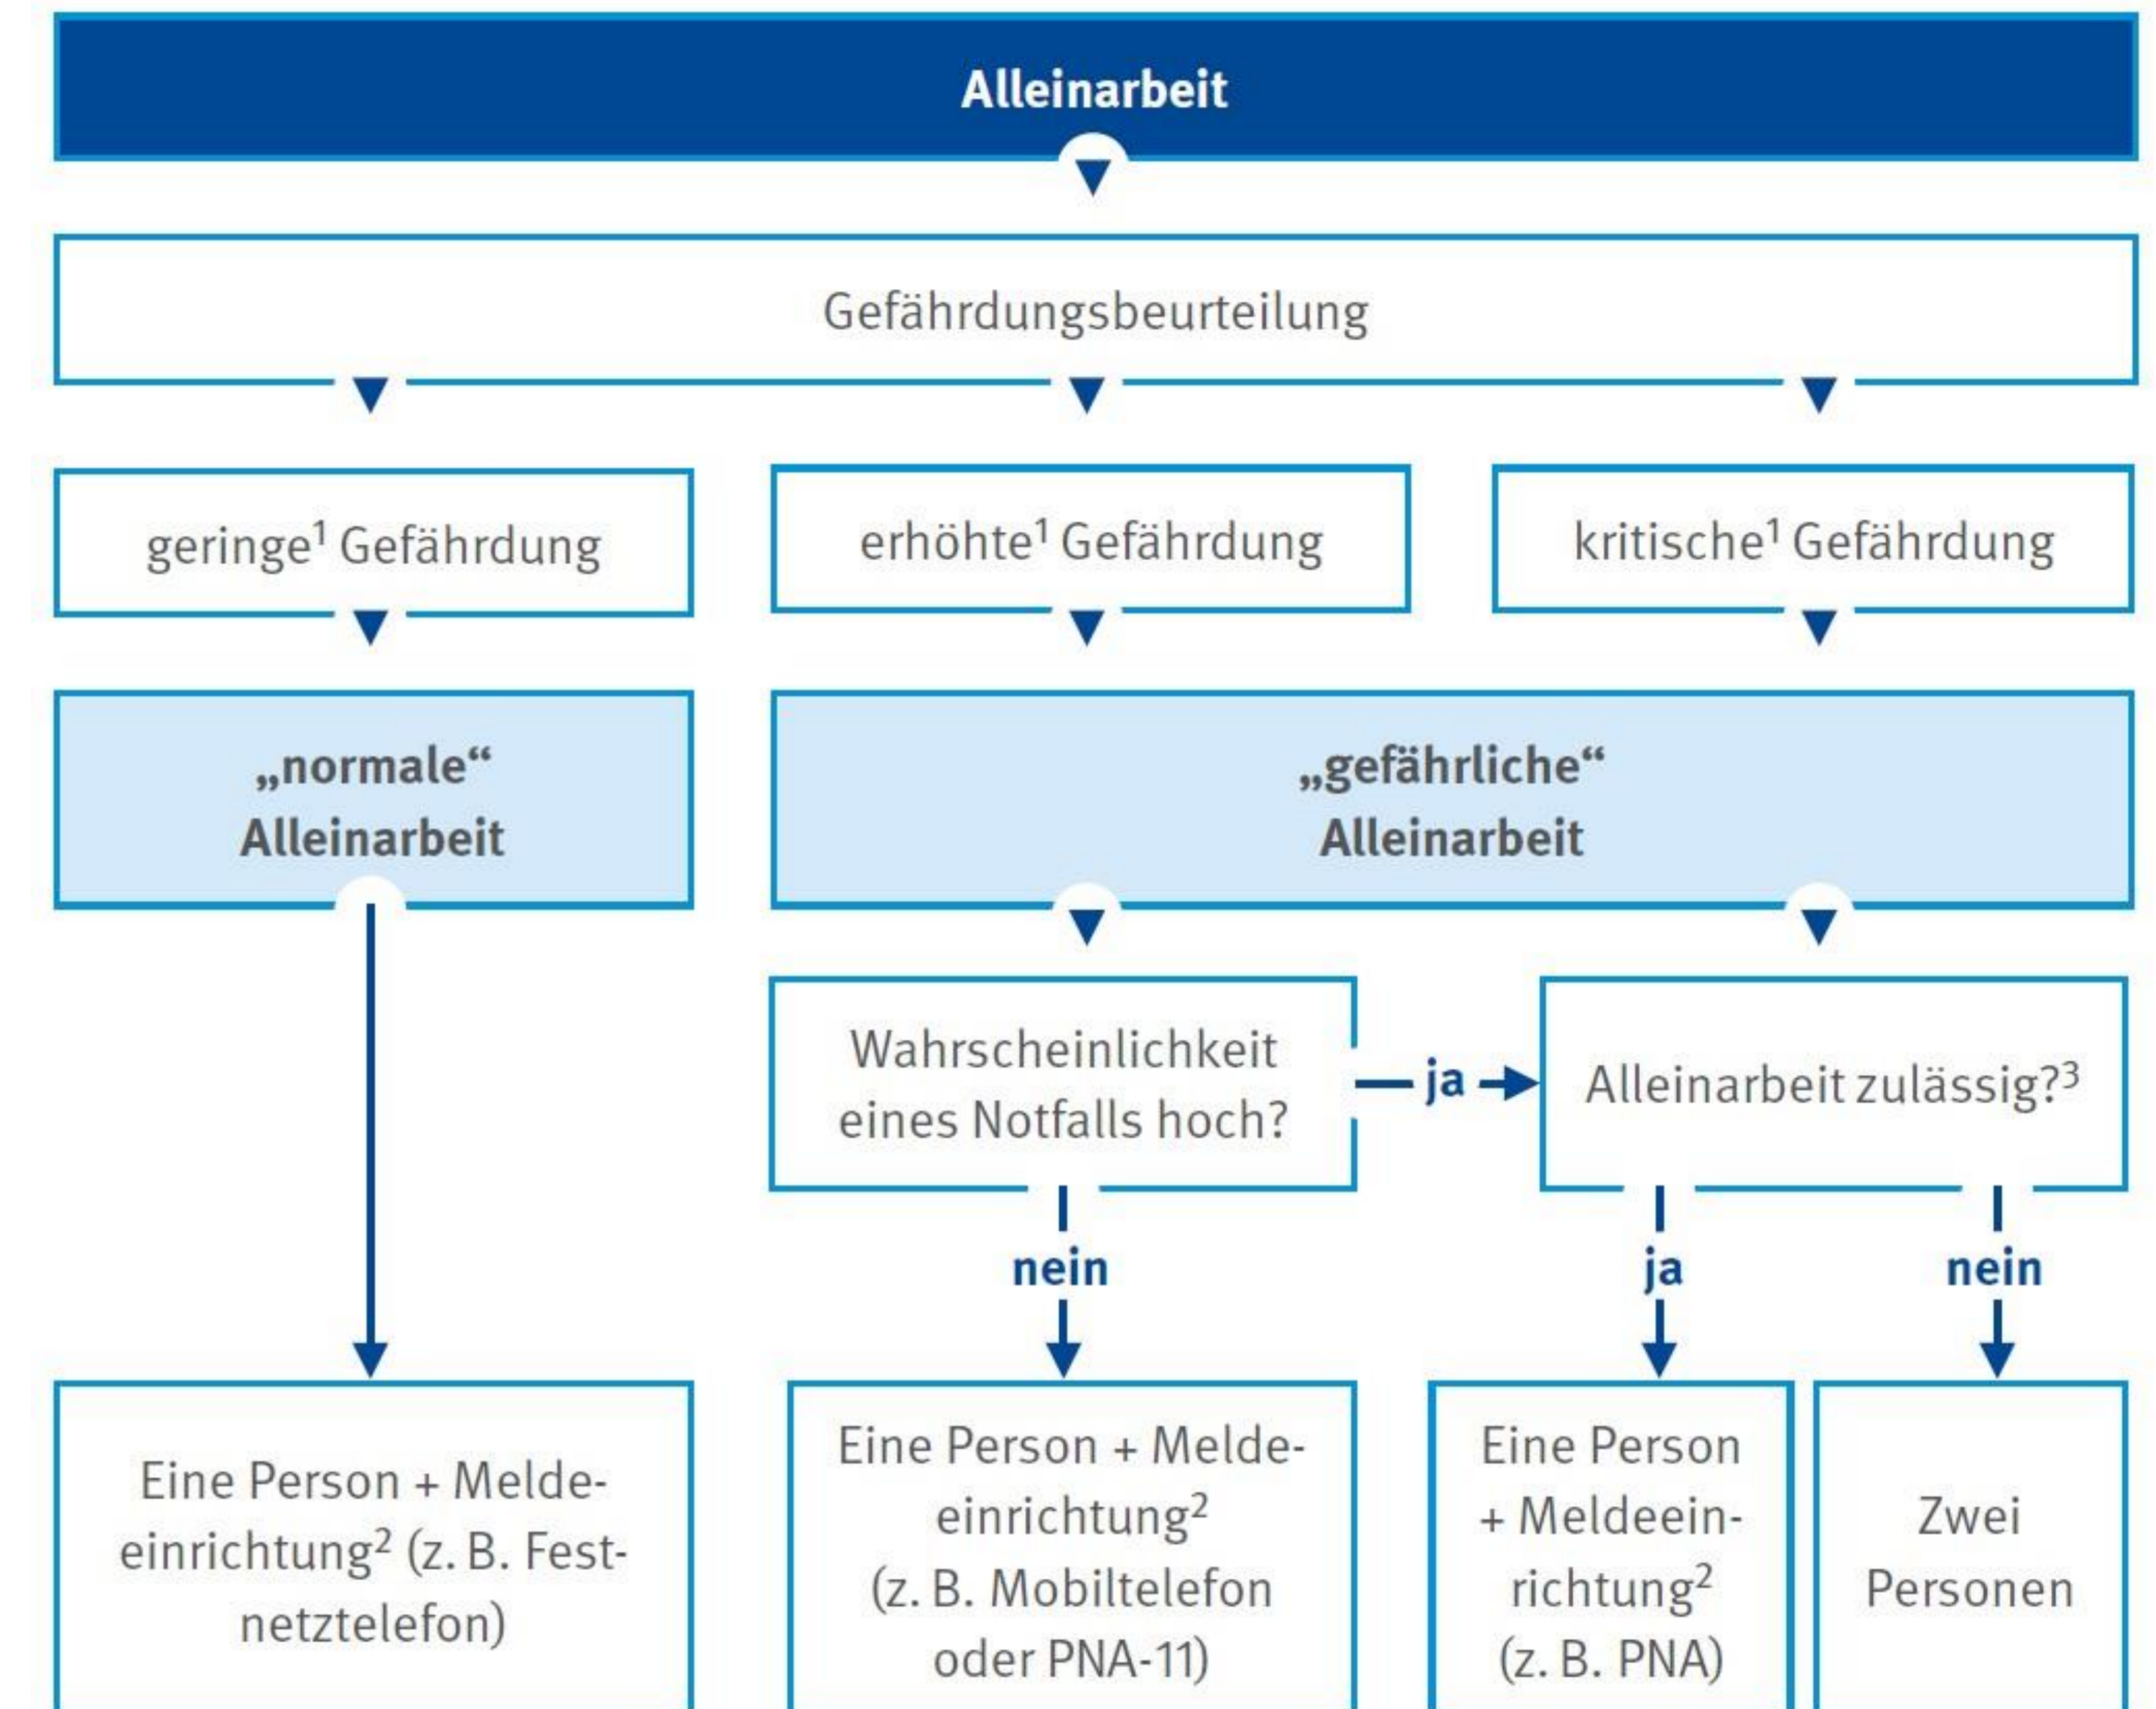 Alleinarbeit
Gefährdungsbeurteilung
geringe¹ Gefährdung
erhöhte¹ Gefährdung
kritische¹ Gefährdung
„normale“
Alleinarbeit
„gefährliche“
Alleinarbeit
Wahrscheinlichkeit
eines Notfalls hoch?
ja
Alleinarbeit zulässig?³
nein
ja
nein
Eine Person + Melde-
einrichtung² (z. B. Fest-
netztelefon)
Eine Person + Melde-
einrichtung²
(z. B. Mobiltelefon
oder PNA-11)
Eine Person
+ Meldeein-
richtung²
(z. B. PNA)
Zwei
Personen